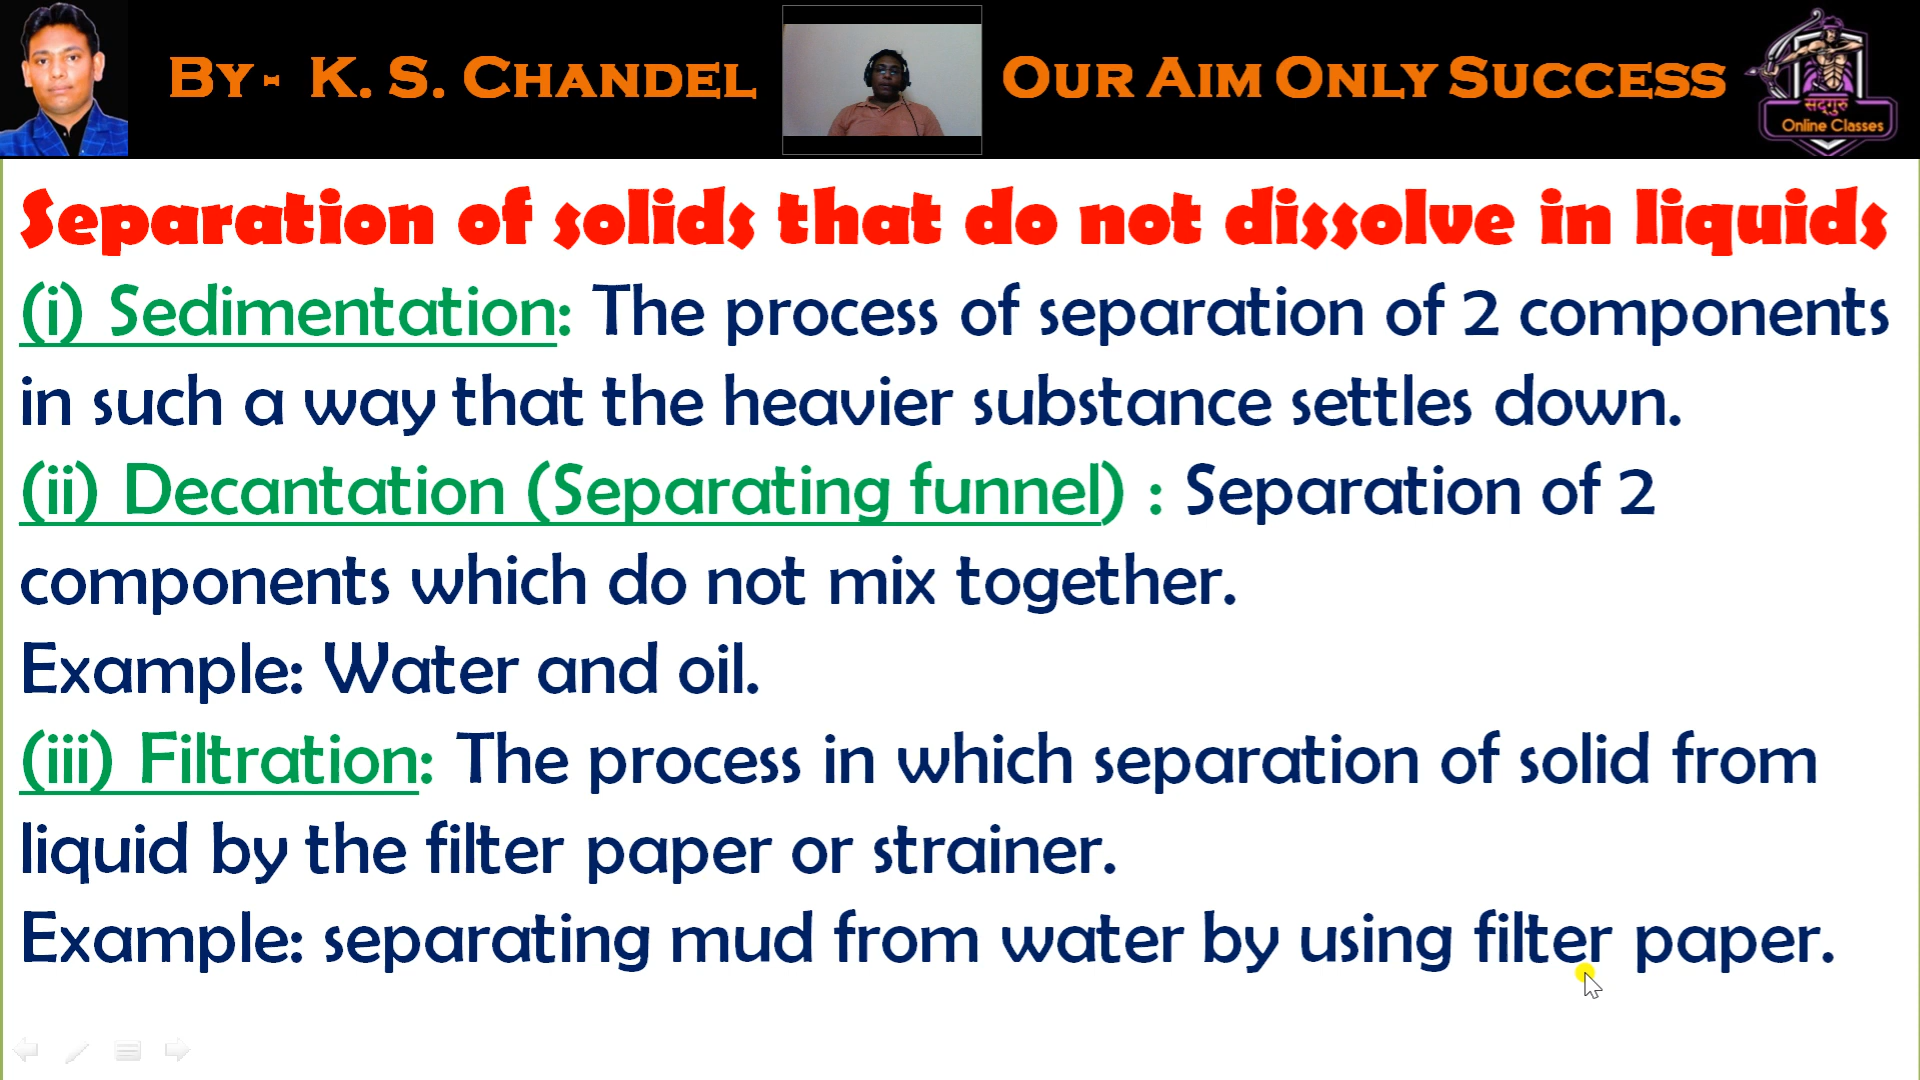 By - K. S. Chandel
Our Aim Only Success
सद्गुरु
Online Classes
Separation of solids that do not dissolve in liquids
(i) Sedimentation: The process of separation of 2 components
in such a way that the heavier substance settles down.
(ii) Decantation (Separating funnel) : Separation of 2
components which do not mix together.
Example: Water and oil.
(iii) Filtration: The process in which separation of solid from
liquid by the filter paper or strainer.
Example: separating mud from water by using filter paper.